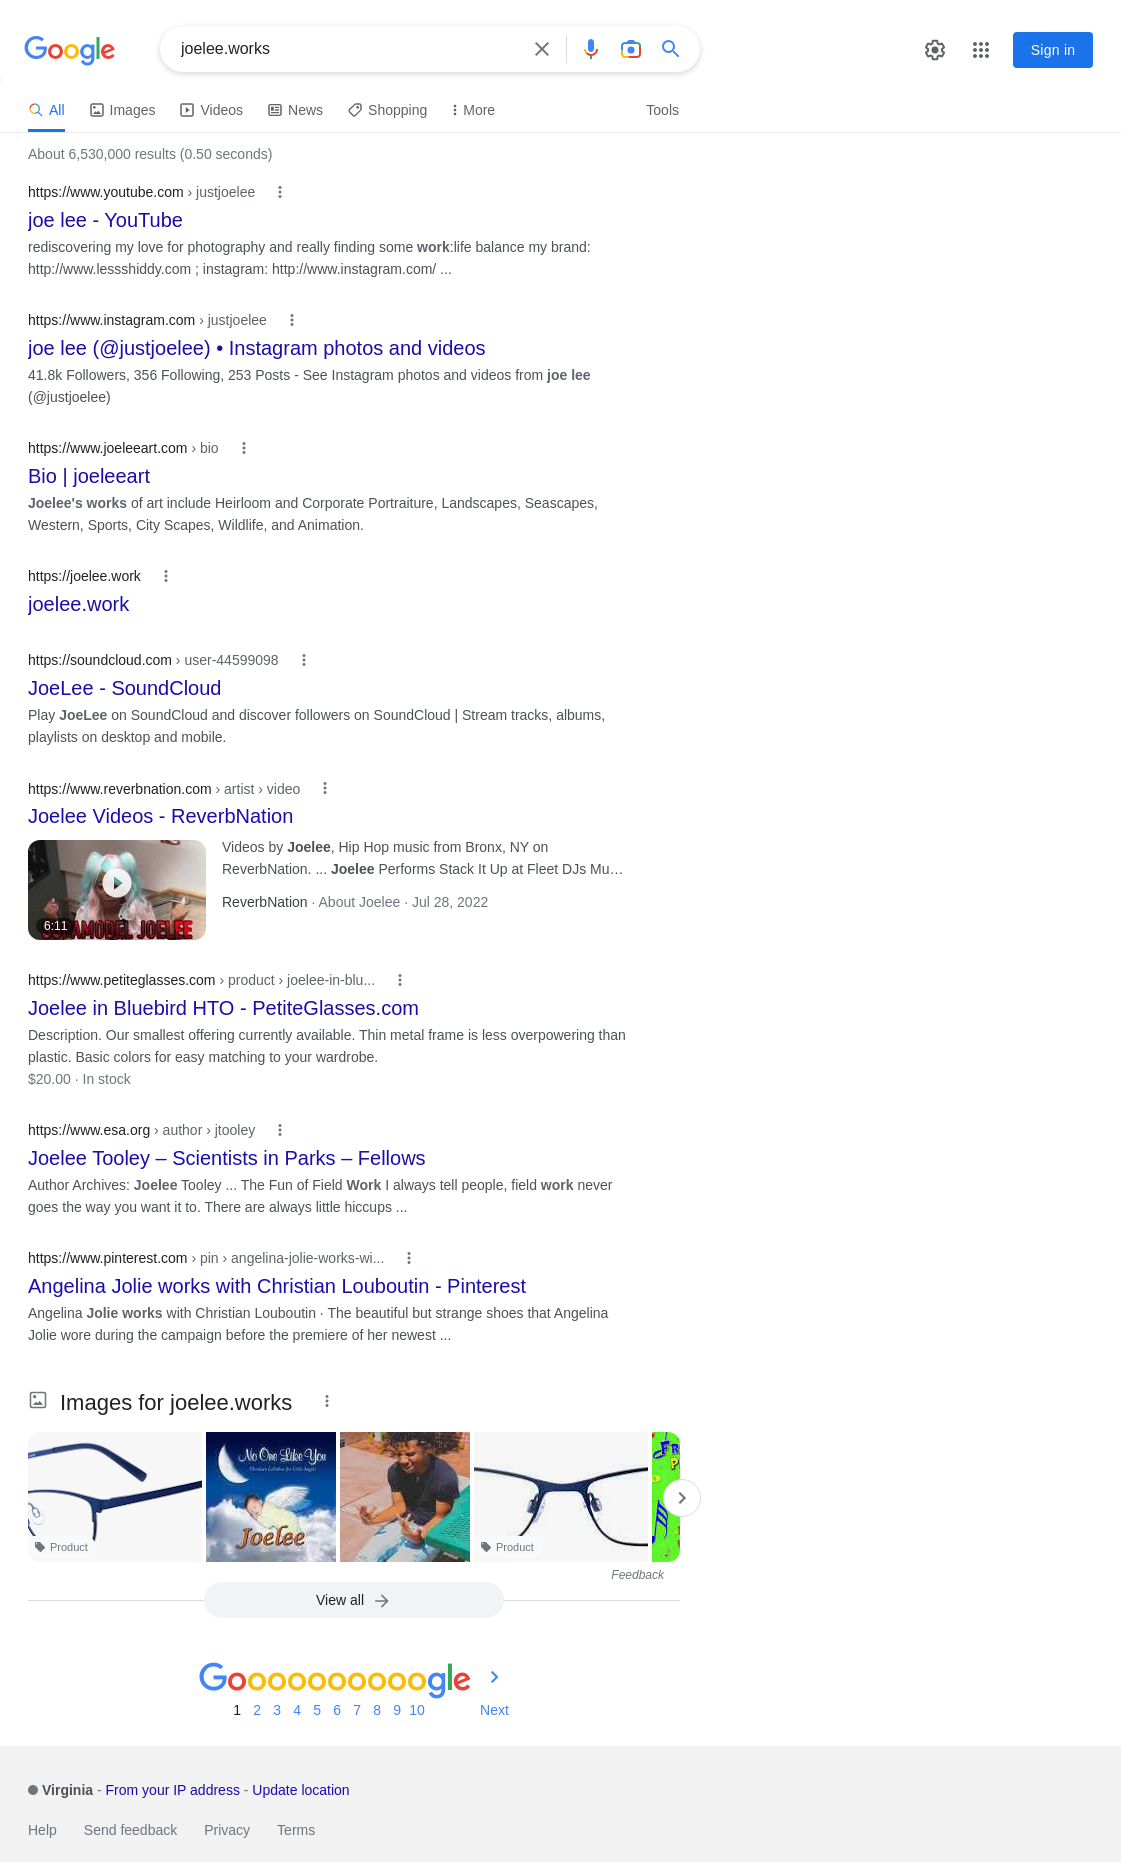 Google
joelee.works
All
Images
Videos
News
Shopping
More
Tools
About 6,530,000 results (0.50 seconds)
Sign in
https://www.youtube.com › justjoelee
joe lee - YouTube
rediscovering my love for photography and really finding some work:life balance my brand:
http://www.lessshiddy.com ; instagram: http://www.instagram.com/ ...
https://www.instagram.com › justjoelee
joe lee (@justjoelee) • Instagram photos and videos
41.8k Followers, 356 Following, 253 Posts - See Instagram photos and videos from joe lee
(@justjoelee)
https://www.joeleeart.com › bio
Bio | joeleeart
Joelee's works of art include Heirloom and Corporate Portraiture, Landscapes, Seascapes,
Western, Sports, City Scapes, Wildlife, and Animation.
https://joelee.work
joelee.work
https://soundcloud.com › user-44599098
JoeLee - SoundCloud
Play JoeLee on SoundCloud and discover followers on SoundCloud | Stream tracks, albums,
playlists on desktop and mobile.
https://www.reverbnation.com › artist › video
Joelee Videos - ReverbNation
Videos by Joelee, Hip Hop music from Bronx, NY on
ReverbNation. ... Joelee Performs Stack It Up at Fleet DJs Mu…
ReverbNation · About Joelee · Jul 28, 2022
6:11
JOELEE
https://www.petiteglasses.com › product › joelee-in-blu...
Joelee in Bluebird HTO - PetiteGlasses.com
Description. Our smallest offering currently available. Thin metal frame is less overpowering than
plastic. Basic colors for easy matching to your wardrobe.
$20.00 · In stock
https://www.esa.org › author › jtooley
Joelee Tooley – Scientists in Parks – Fellows
Author Archives: Joelee Tooley ... The Fun of Field Work I always tell people, field work never
goes the way you want it to. There are always little hiccups ...
https://www.pinterest.com › pin › angelina-jolie-works-wi...
Angelina Jolie works with Christian Louboutin - Pinterest
Angelina Jolie works with Christian Louboutin · The beautiful but strange shoes that Angelina
Jolie wore during the campaign before the premiere of her newest ...
Images for joelee.works
Product
No One Like You
Joelee
Product
Feedback
View all
Goooooooooogle
1 2 3 4 5 6 7 8 9 10 Next
Virginia - From your IP address - Update location
Help Send feedback Privacy Terms